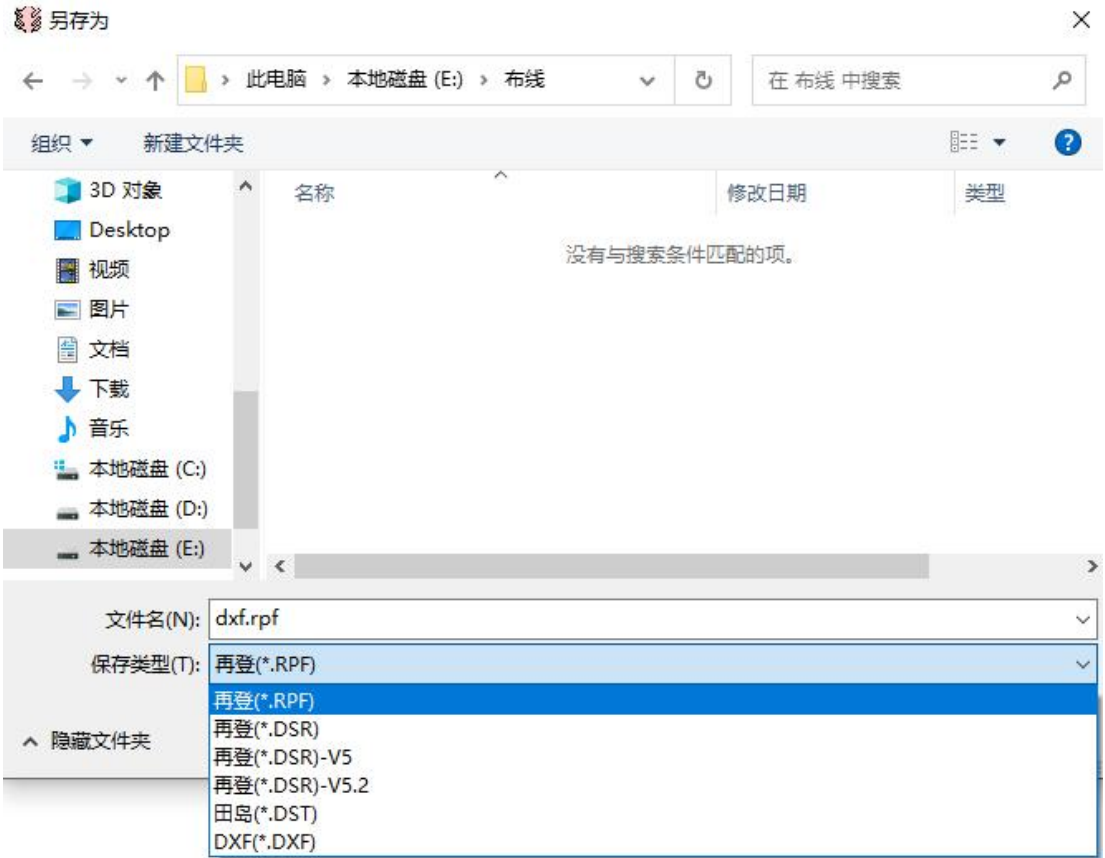 另存为
此电脑 › 本地磁盘 (E:) › 布线
在 布线 中搜索
组织 新建文件夹
?
名称 修改日期 类型
没有与搜索条件匹配的项。
3D 对象
Desktop
视频
图片
文档
下载
音乐
本地磁盘 (C:)
本地磁盘 (D:)
本地磁盘 (E:)
文件名(N): dxf.rpf
保存类型(T): 再登(*.RPF)
再登(*.RPF)
再登(*.DSR)
再登(*.DSR)-V5
再登(*.DSR)-V5.2
田岛(*.DST)
DXF(*.DXF)
隐藏文件夹